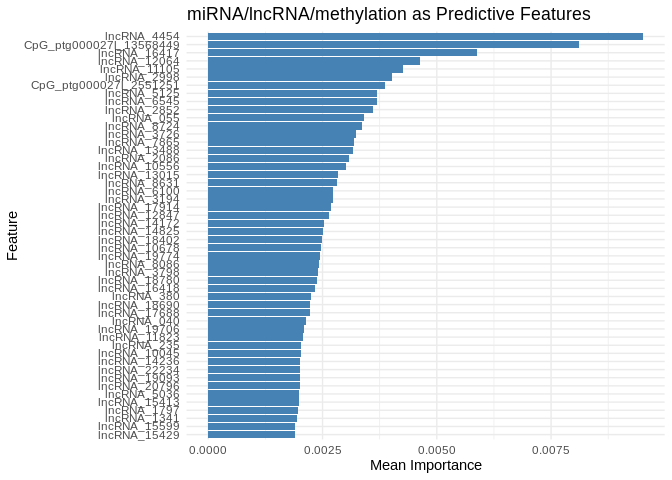 miRNA/lncRNA/methylation as Predictive Features
lncRNA_4454
CpG_ptg000027l_13568449
lncRNA_16417
lncRNA_12064
lncRNA_11105
lncRNA_2998
CpG_ptg000027l_2551251
lncRNA_5125
lncRNA_6545
lncRNA_2852
lncRNA_055
lncRNA_8724
lncRNA_3726
lncRNA_7865
lncRNA_13488
lncRNA_2086
lncRNA_10556
lncRNA_13015
lncRNA_8631
lncRNA_6100
lncRNA_3194
lncRNA_17914
lncRNA_12847
lncRNA_14172
lncRNA_14825
lncRNA_18402
lncRNA_10678
lncRNA_19774
lncRNA_8086
lncRNA_3798
lncRNA_18780
lncRNA_16418
lncRNA_380
lncRNA_18690
lncRNA_17688
lncRNA_040
lncRNA_19706
lncRNA_11823
lncRNA_235
lncRNA_10045
lncRNA_14236
lncRNA_22234
lncRNA_19093
lncRNA_20796
lncRNA_5036
lncRNA_15413
lncRNA_1797
lncRNA_1341
lncRNA_15599
lncRNA_15429
Feature
0.0000 0.0025 0.0050 0.0075
Mean Importance